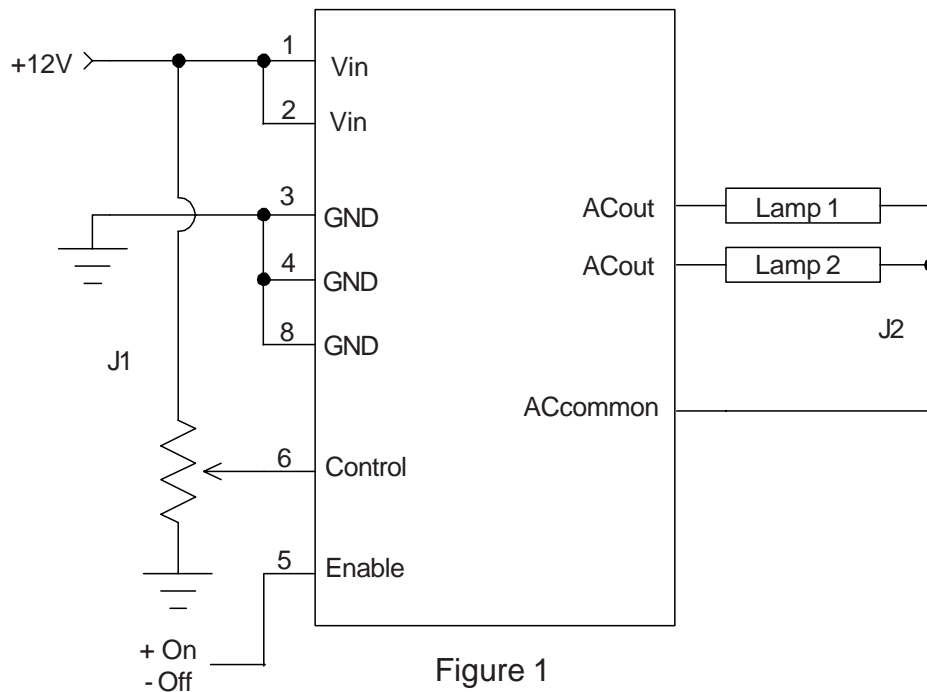 +12V
1
Vin
2
Vin
3
GND
4
GND
8
GND
J1
6
Control
5
Enable
+ On
- Off
ACout
Lamp 1
ACout
Lamp 2
J2
ACcommon
Figure 1